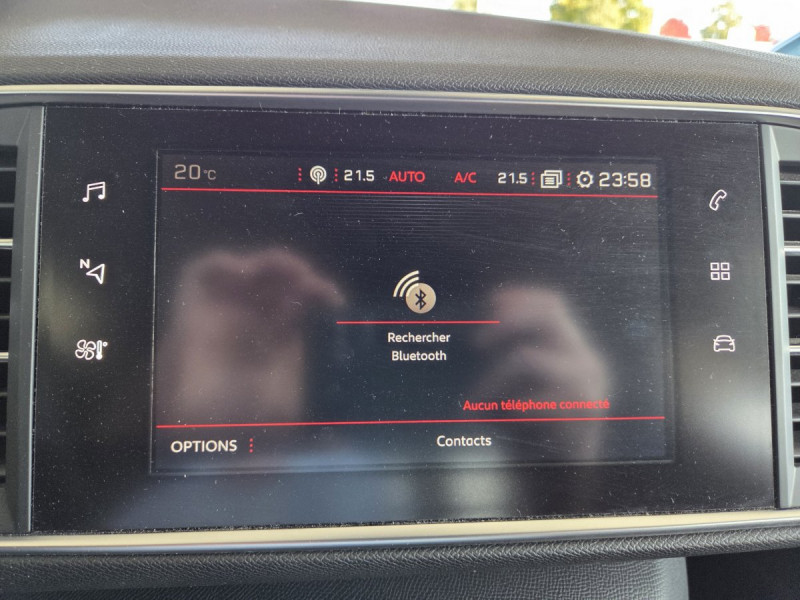 20°C 21.5 AUTO A/C 21.5 23:58
N
Rechercher
Bluetooth
Aucun téléphone connecté
OPTIONS Contacts